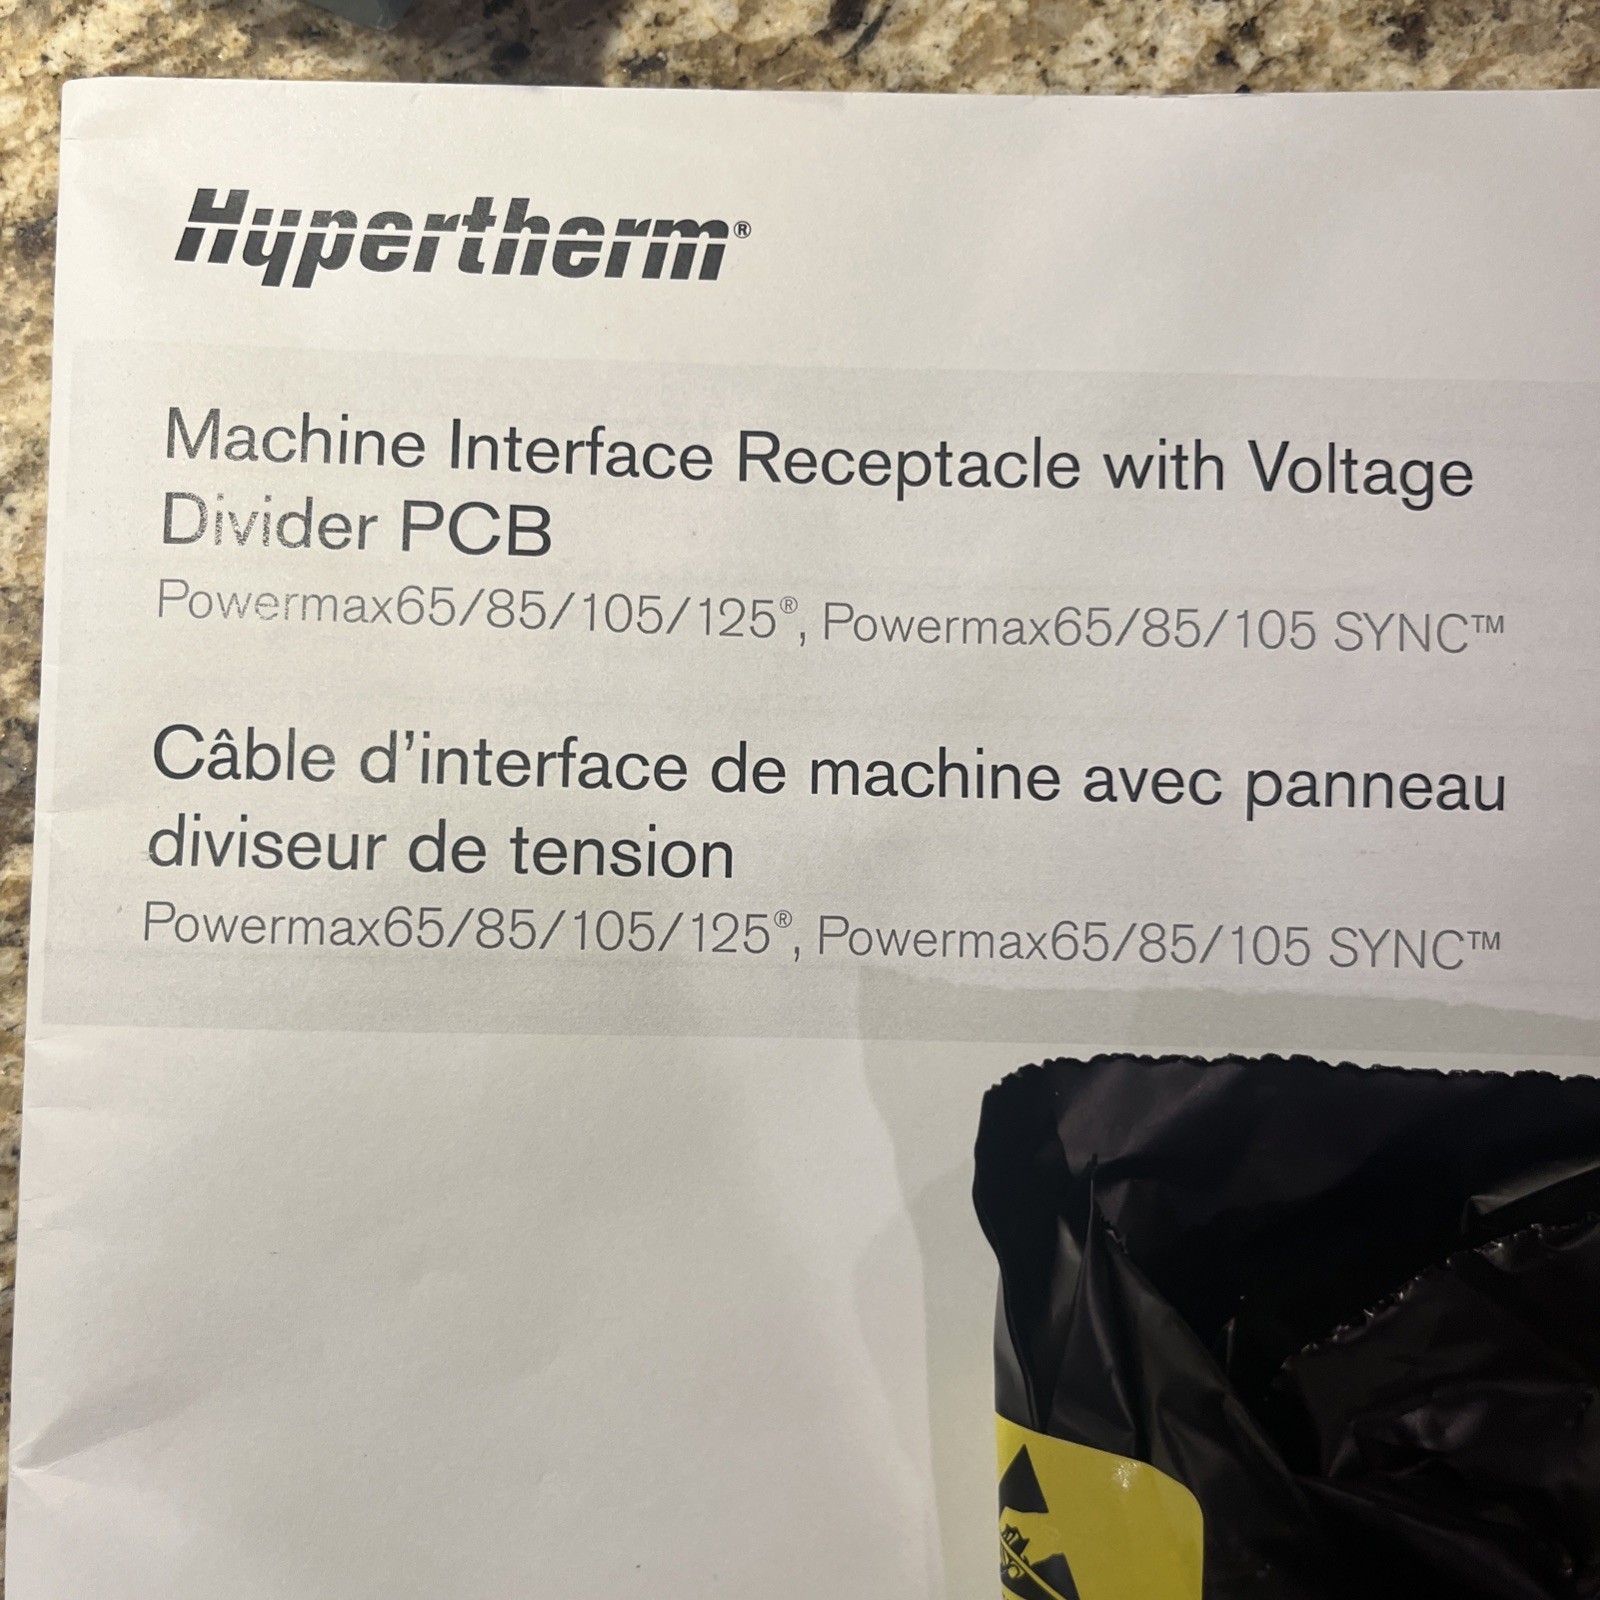 Hypertherm®
Machine Interface Receptacle with Voltage
Divider PCB
Powermax65/85/105/125®, Powermax65/85/105 SYNC™
Câble d'interface de machine avec panneau
diviseur de tension
Powermax65/85/105/125®, Powermax65/85/105 SYNC™